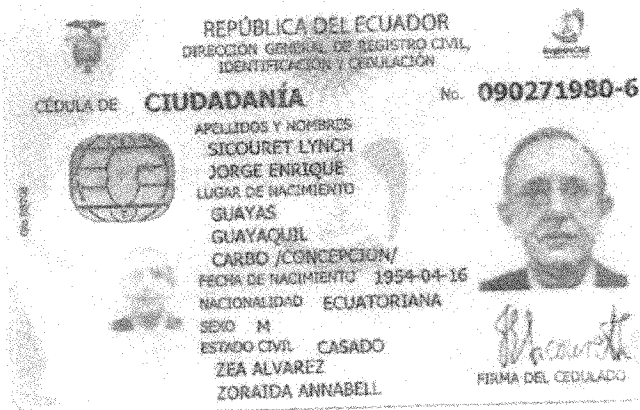 REPÚBLICA DEL ECUADOR
DIRECCIÓN GENERAL DE REGISTRO CIVIL,
IDENTIFICACIÓN Y CEDULACIÓN
CÉDULA DE CIUDADANÍA No. 090271980-6
APELLIDOS Y NOMBRES
SICOURET LYNCH
JORGE ENRIQUE
LUGAR DE NACIMIENTO
GUAYAS
GUAYAQUIL
CARBO /CONCEPCION/
FECHA DE NACIMIENTO 1954-04-16
NACIONALIDAD ECUATORIANA
SEXO M
ESTADO CIVIL CASADO
ZEA ALVAREZ
ZORAIDA ANNABELL
FIRMA DEL CEDULADO